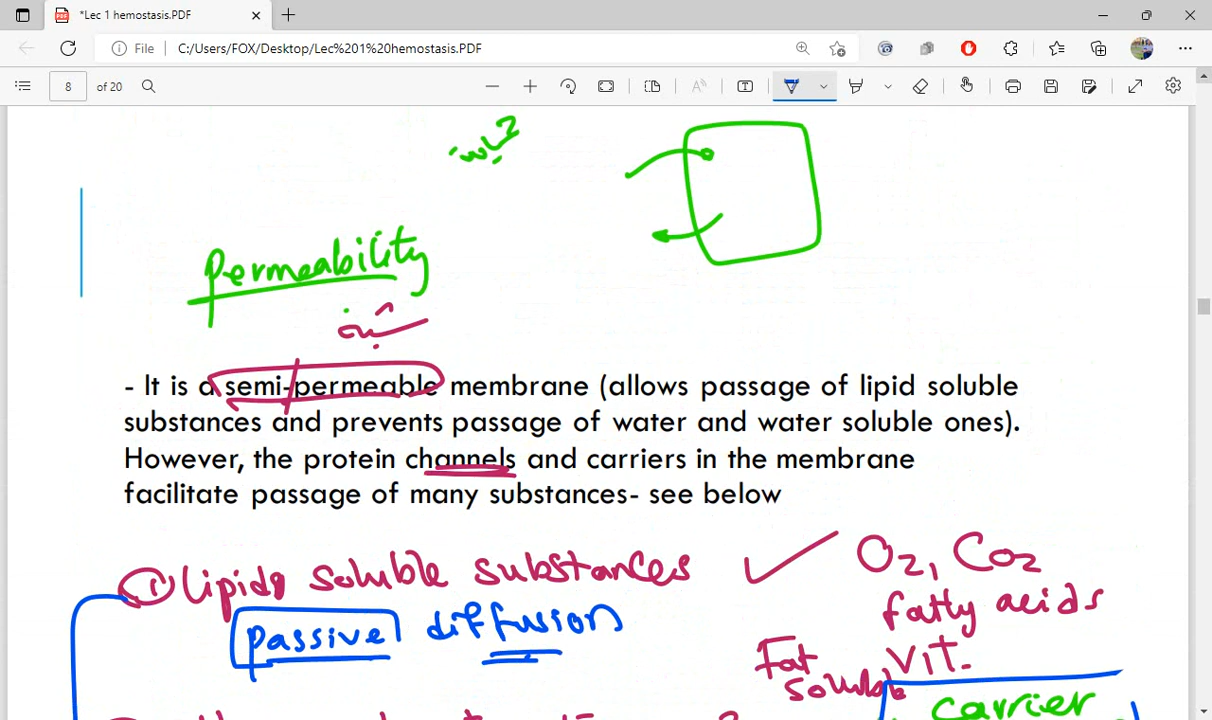 *Lec 1 hemostasis.PDF
File C:/Users/FOX/Desktop/Lec%201%20hemostasis.PDF
8 of 20
permeability
- It is a semi-permeable membrane (allows passage of lipid soluble
substances and prevents passage of water and water soluble ones).
However, the protein channels and carriers in the membrane
facilitate passage of many substances- see below
① lipid soluble substances ✓ O2, CO2
fatty acids
passive diffusion
Fat soluble VIT.
carrier